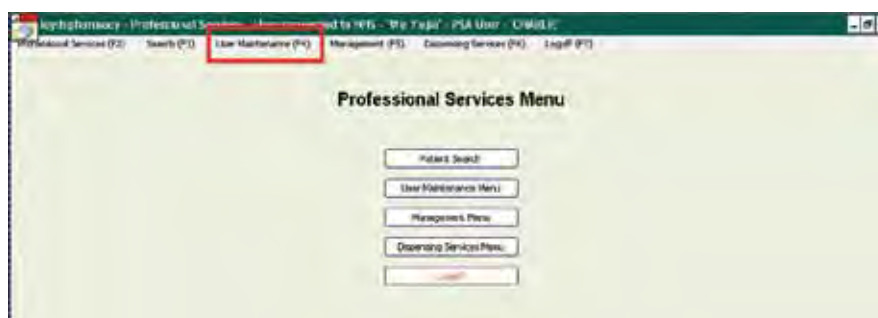 Professional Services (F2) Search (F3) User Maintenance (F4) Management (F5) Dispensing Services (F6) Logoff (F7)
Professional Services Menu
Patient Search
User Maintenance Menu
Management Menu
Dispensing Services Menu
Logoff